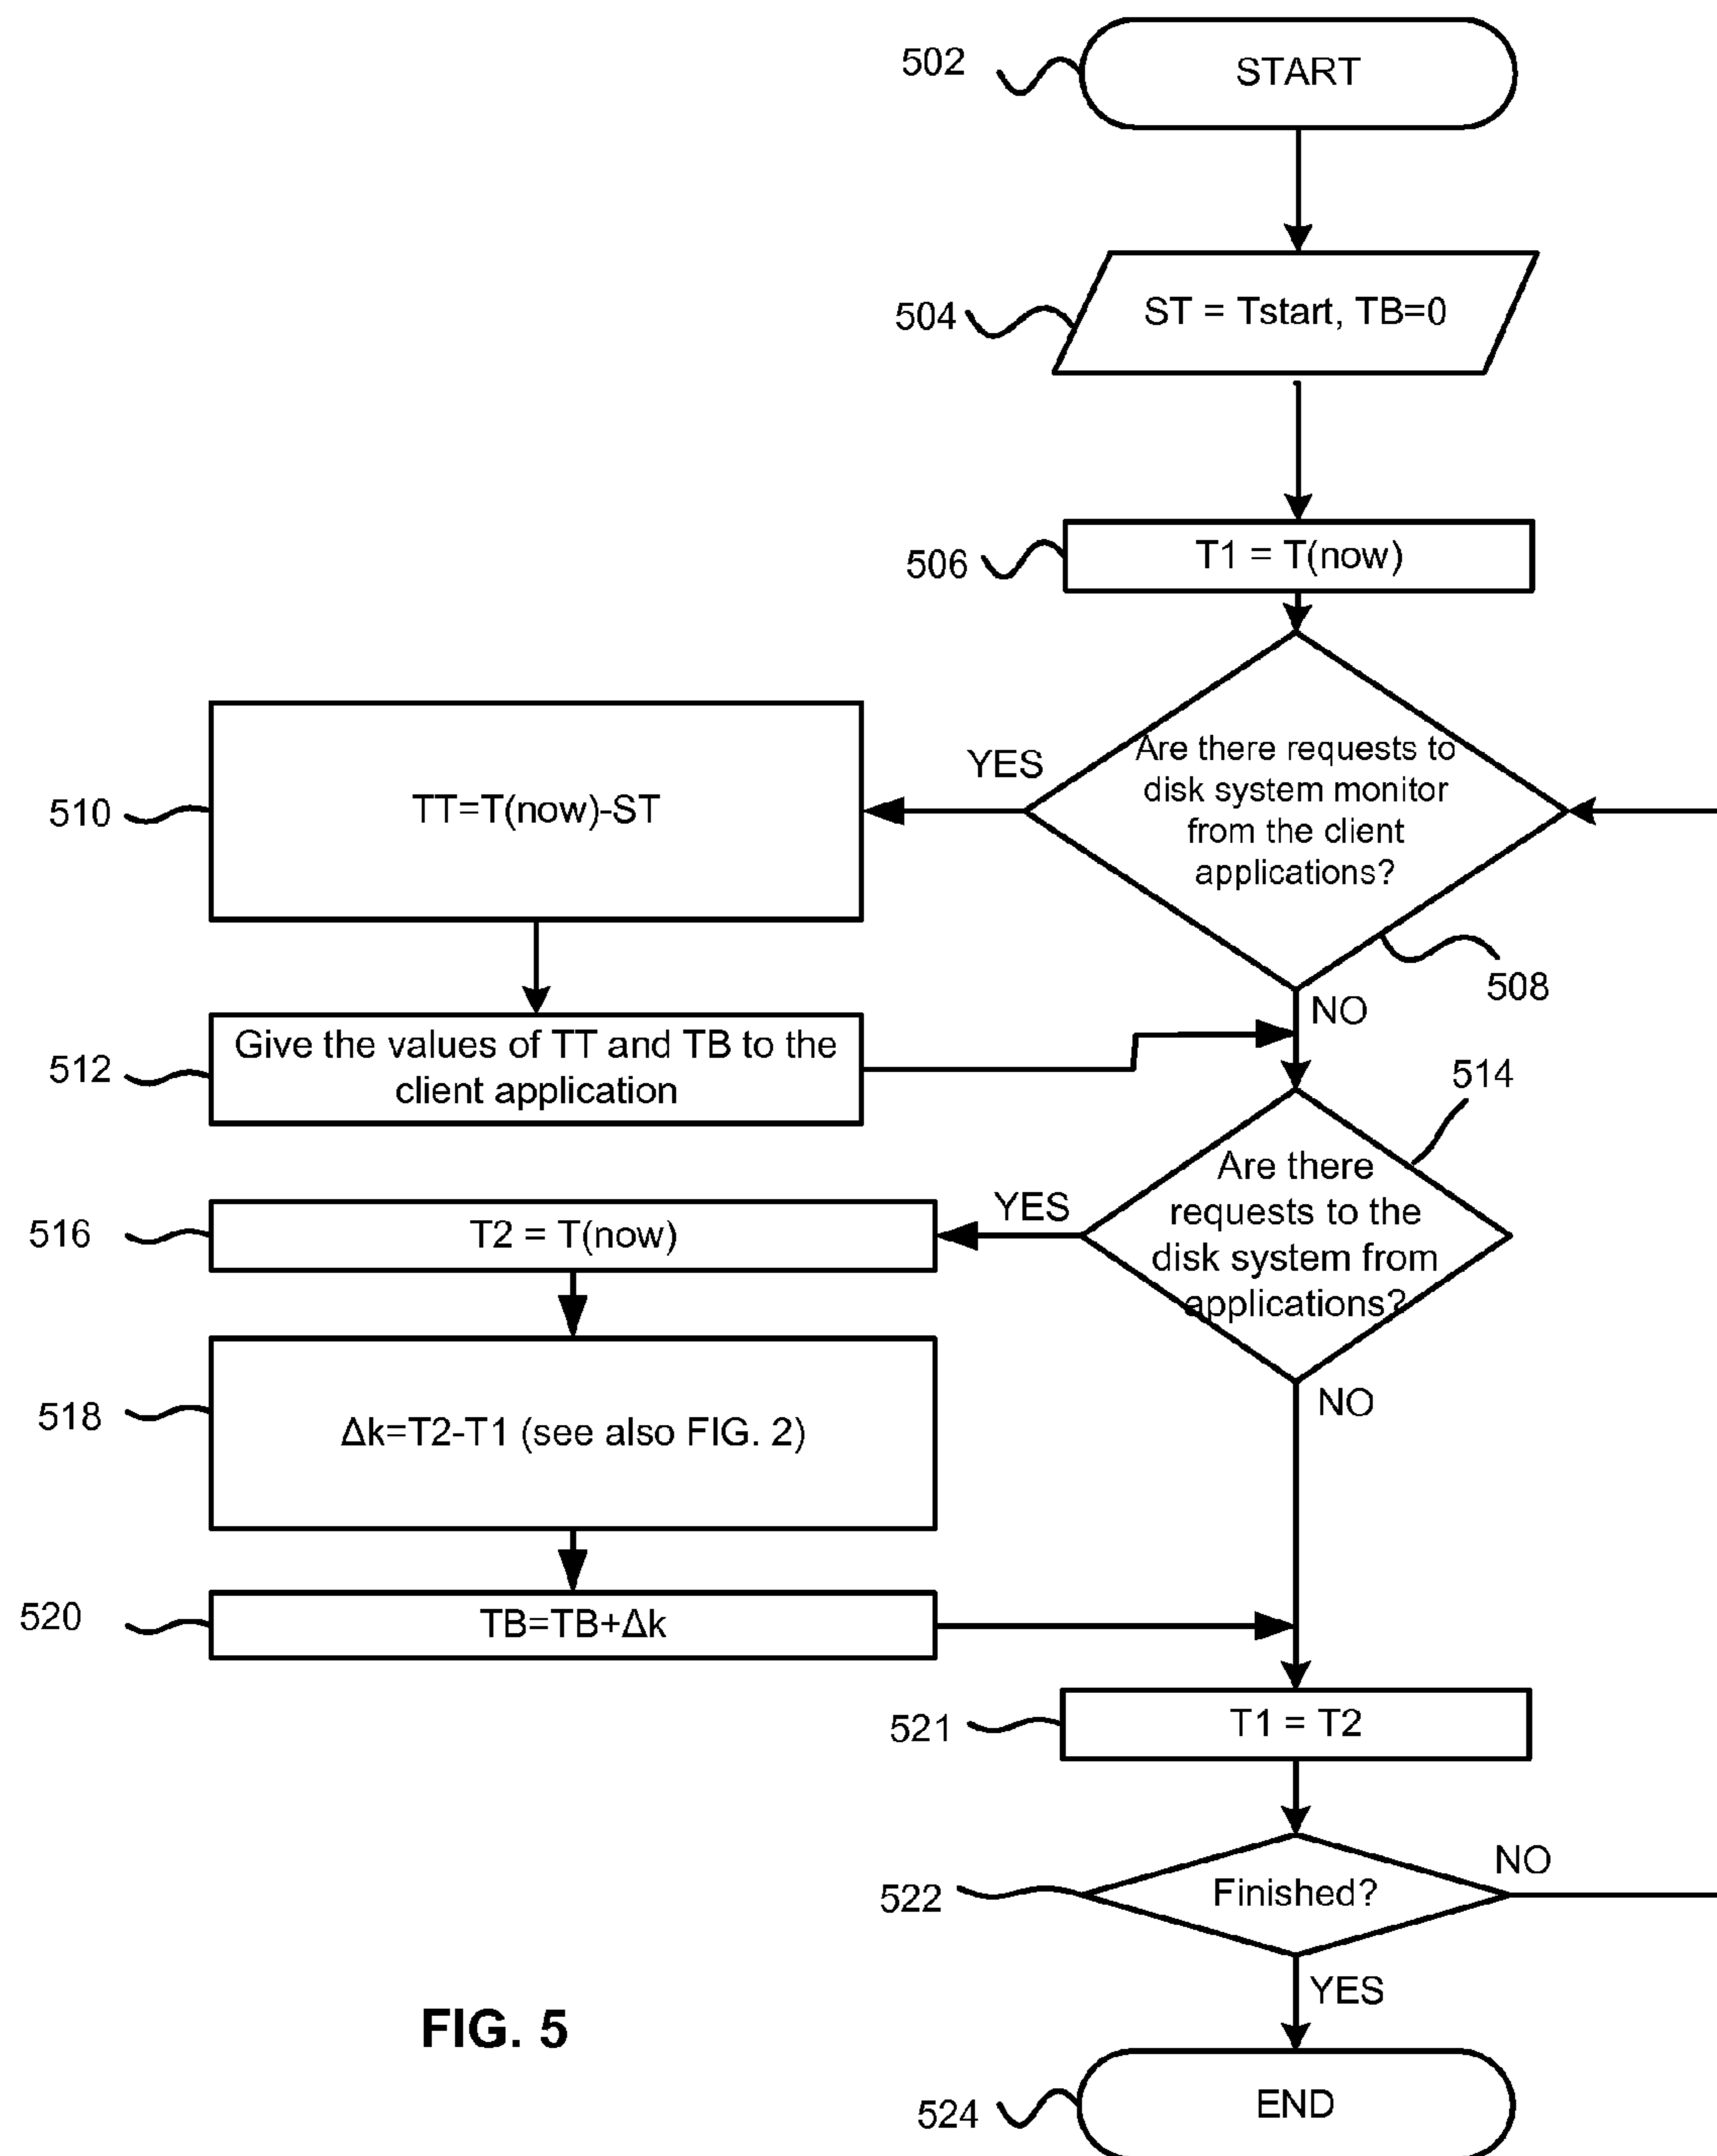 502
START
504
ST = Tstart, TB=0
506
T1 = T(now)
Are there requests to
disk system monitor
from the client
applications?
508
YES
NO
510
TT=T(now)-ST
512
Give the values of TT and TB to the
client application
514
Are there
requests to the
disk system from
applications?
YES
NO
516
T2 = T(now)
518
Δk=T2-T1 (see also FIG. 2)
520
TB=TB+Δk
521
T1 = T2
522
Finished?
NO
YES
FIG. 5
524
END